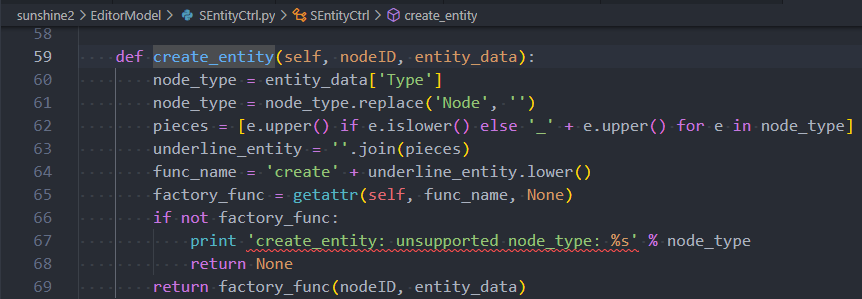 sunshine2 > EditorModel > SEntityCtrl.py > SEntityCtrl > create_entity
58
59 def create_entity(self, nodeID, entity_data):
60 node_type = entity_data['Type']
61 node_type = node_type.replace('Node', '')
62 pieces = [e.upper() if e.islower() else '_' + e.upper() for e in node_type]
63 underline_entity = ''.join(pieces)
64 func_name = 'create' + underline_entity.lower()
65 factory_func = getattr(self, func_name, None)
66 if not factory_func:
67 print 'create_entity: unsupported node_type: %s' % node_type
68 return None
69 return factory_func(nodeID, entity_data)